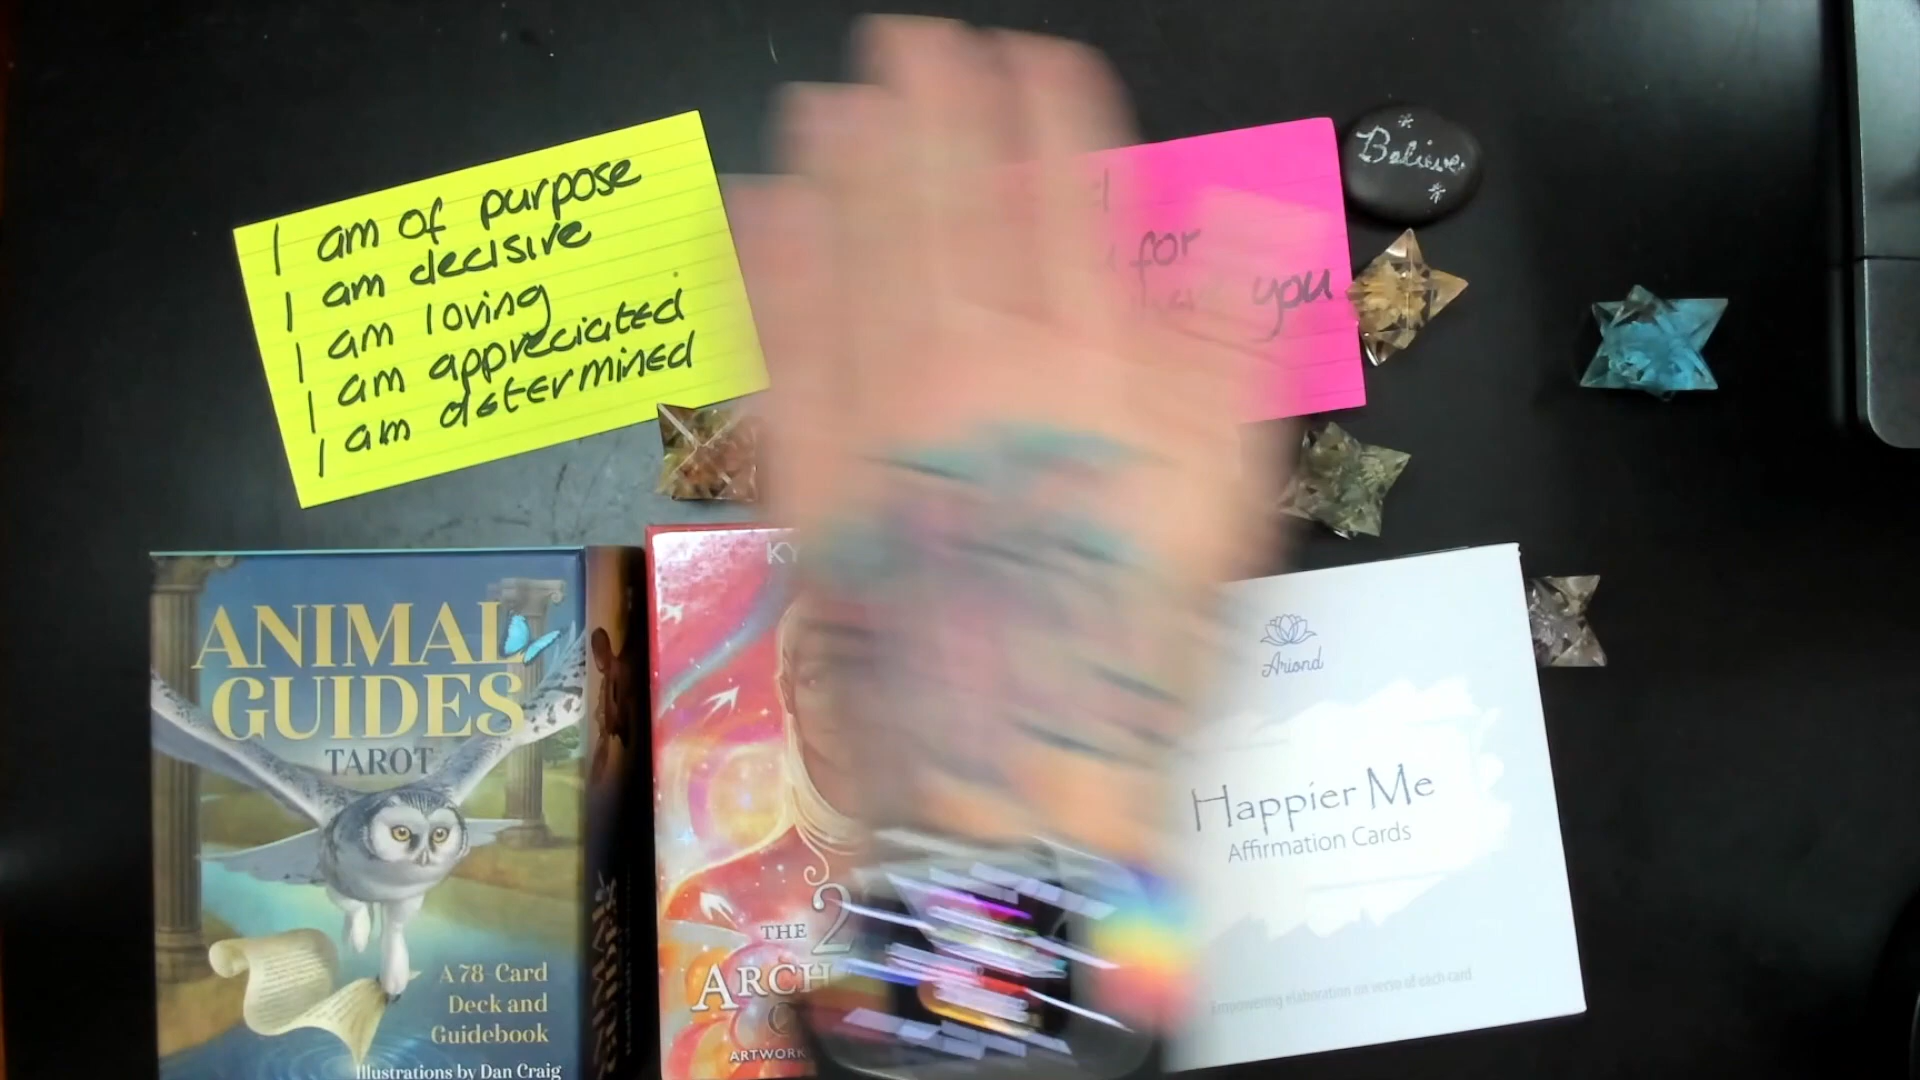 I am of purpose
I am decisive
I am loving
I am appreciated
I am determined
for
you
Believe
ANIMAL
GUIDES
TAROT
A 78-Card
Deck and
Guidebook
Illustrations by Dan Craig
KY
THE 2
ARCH
ARTWORK
Ariond
Happier Me
Affirmation Cards
Empowering elaboration on verso of each card